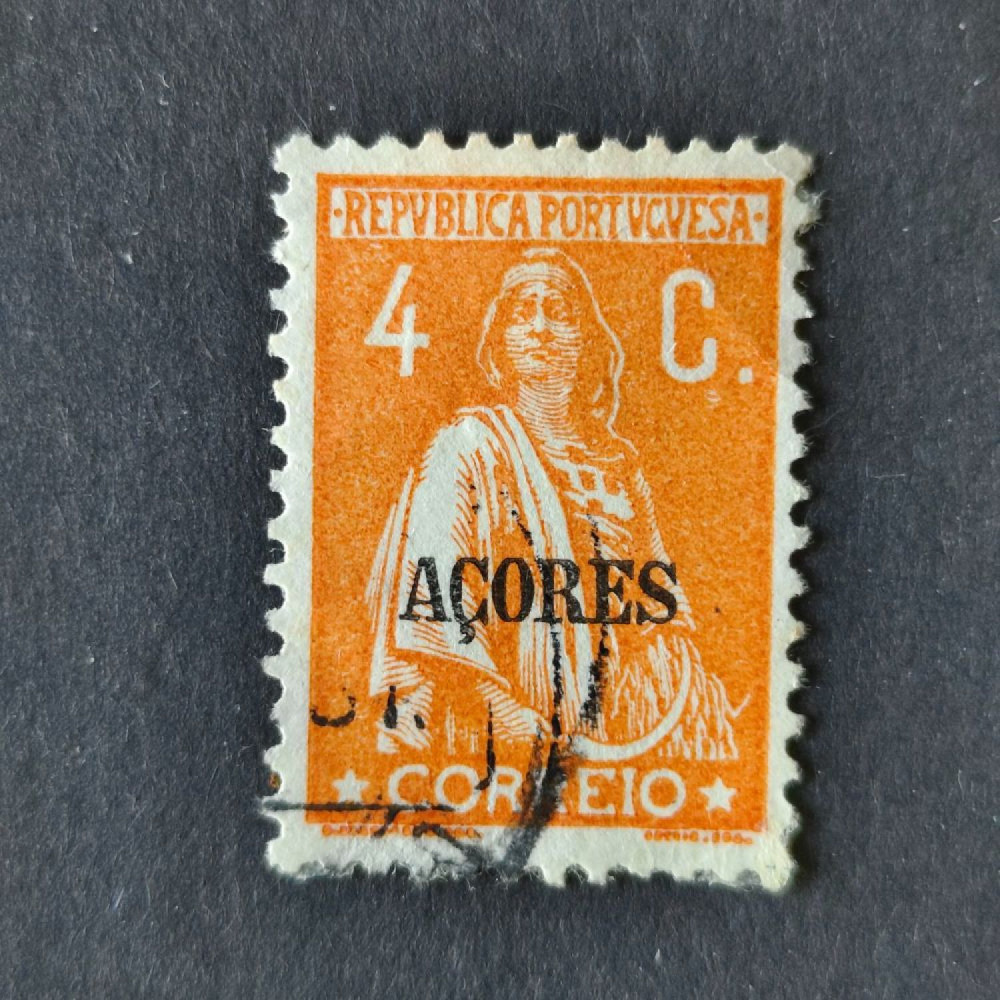 ·REPVBLICA PORTVGVESA·
4 C.
AÇORES
★ CORREIO ★